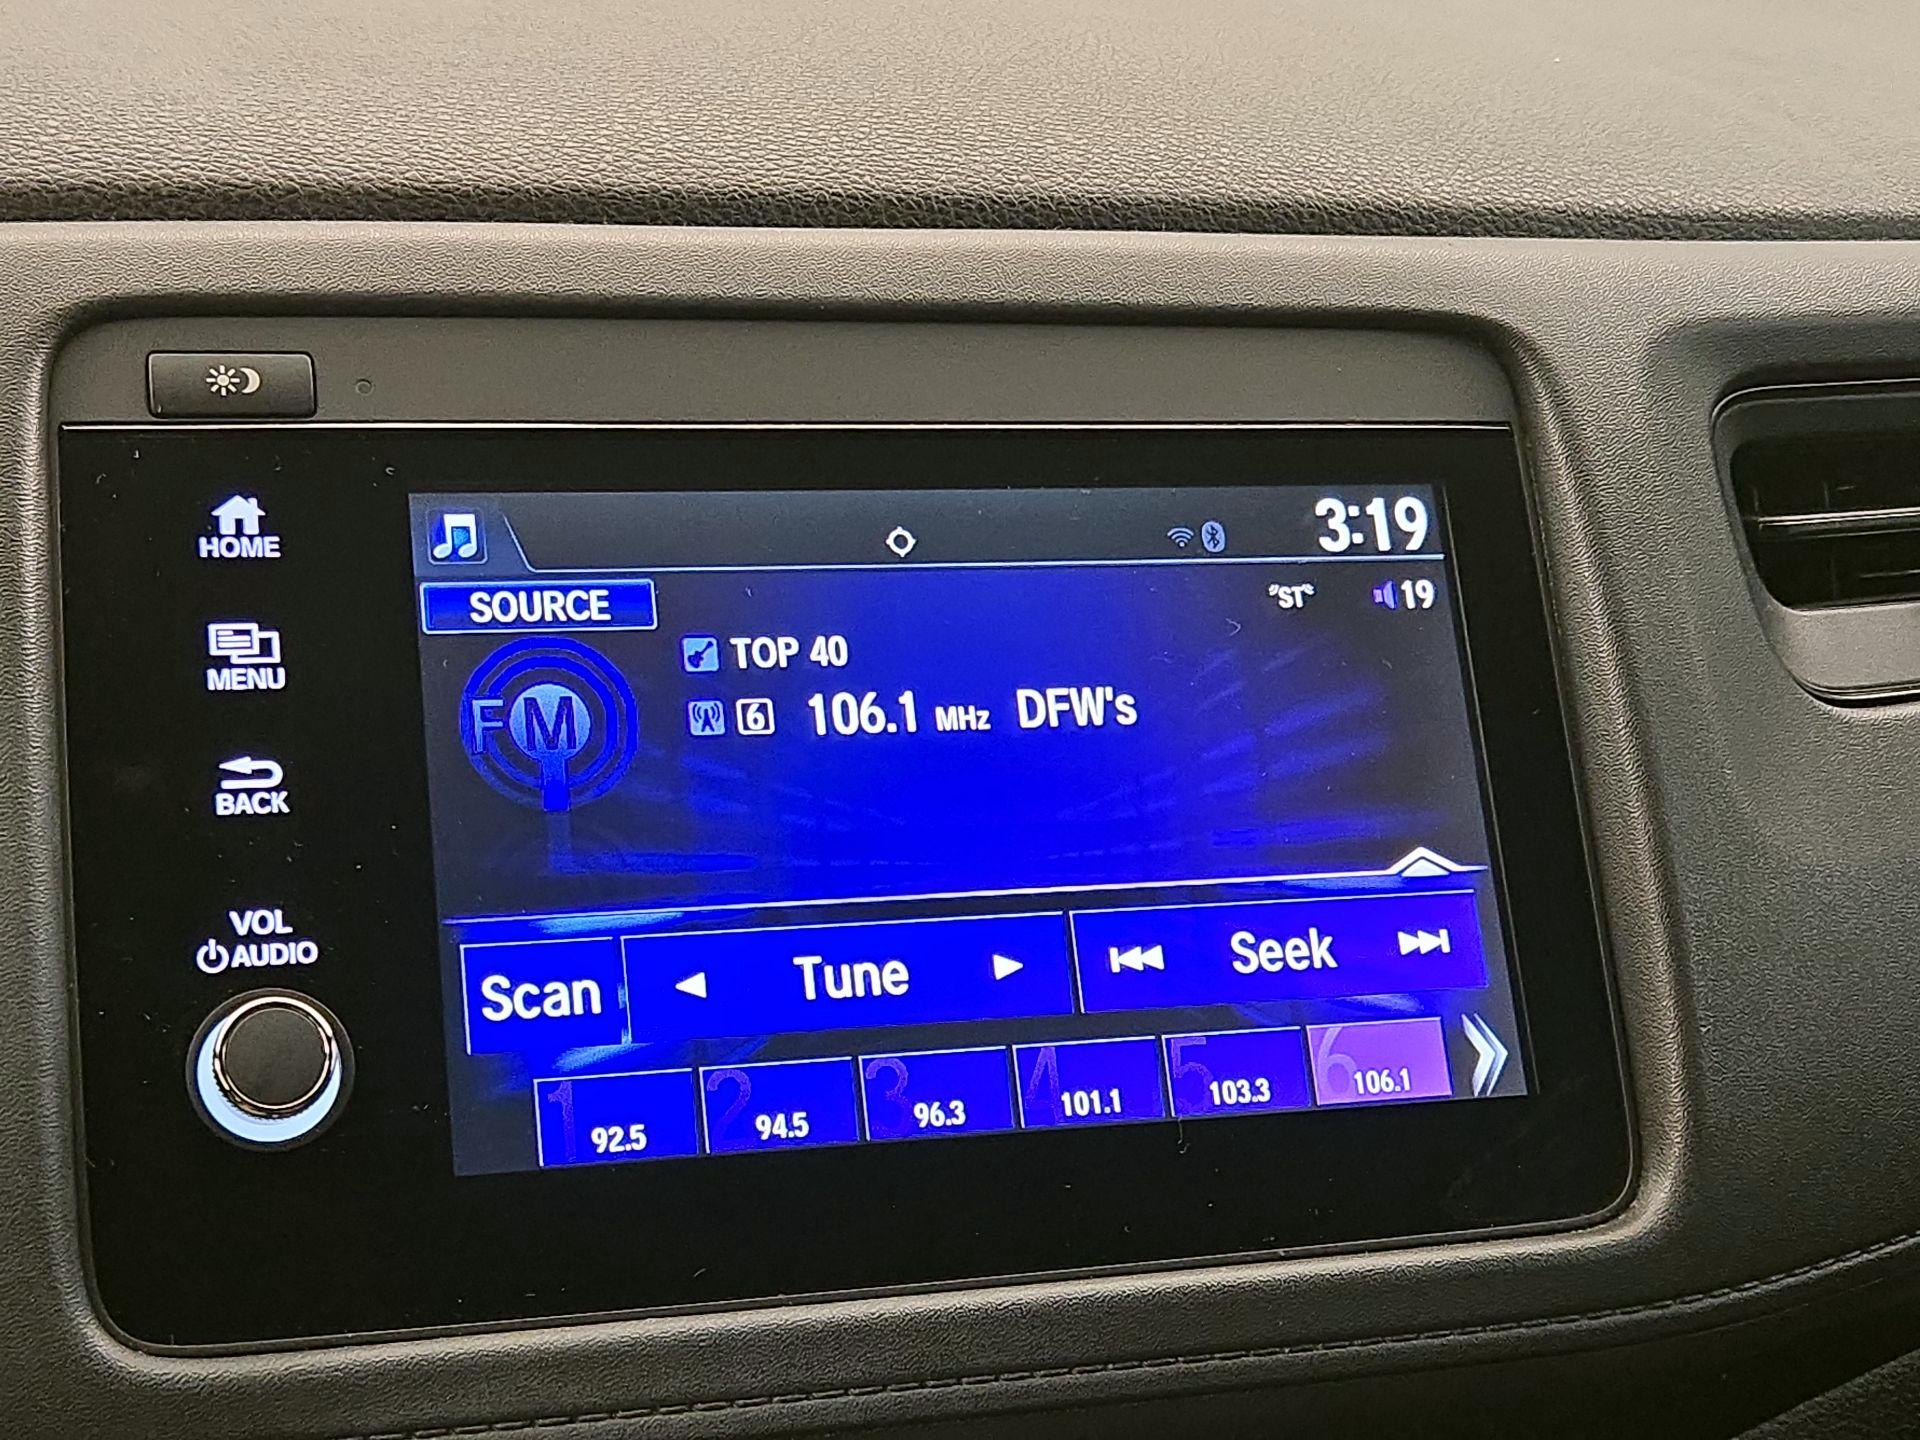 3:19
HOME
SOURCE
ST 19
TOP 40
MENU
FM
6 106.1 MHz DFW's
BACK
VOL
AUDIO
Scan Tune Seek
1 92.5 2 94.5 3 96.3 4 101.1 5 103.3 6 106.1